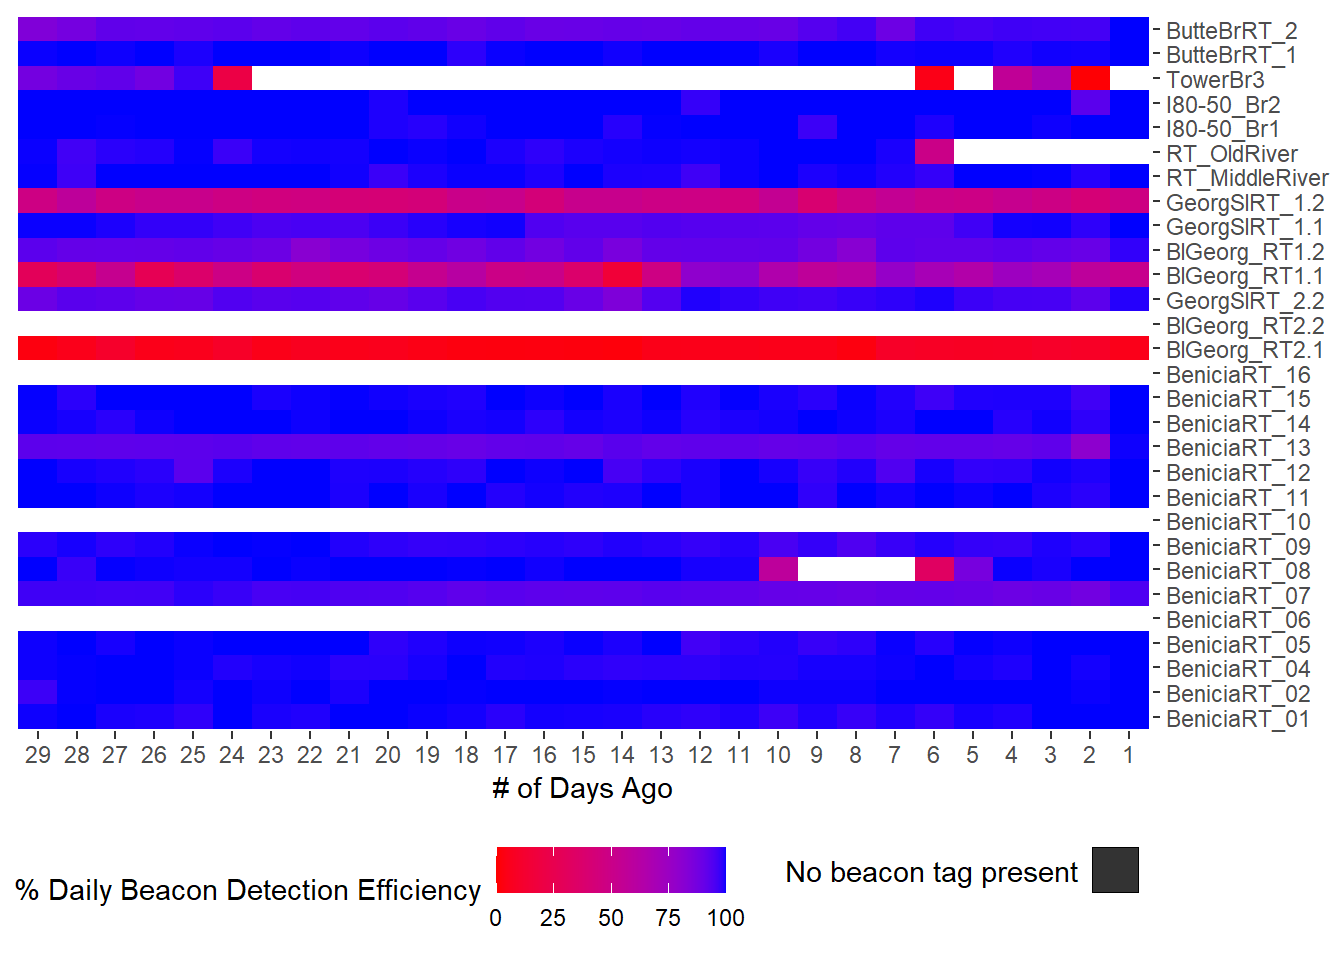 ButteBrRT_2
ButteBrRT_1
TowerBr3
I80-50_Br2
I80-50_Br1
RT_OldRiver
RT_MiddleRiver
GeorgSlRT_1.2
GeorgSlRT_1.1
BlGeorg_RT1.2
BlGeorg_RT1.1
GeorgSlRT_2.2
BlGeorg_RT2.2
BlGeorg_RT2.1
BeniciaRT_16
BeniciaRT_15
BeniciaRT_14
BeniciaRT_13
BeniciaRT_12
BeniciaRT_11
BeniciaRT_10
BeniciaRT_09
BeniciaRT_08
BeniciaRT_07
BeniciaRT_06
BeniciaRT_05
BeniciaRT_04
BeniciaRT_02
BeniciaRT_01
29 28 27 26 25 24 23 22 21 20 19 18 17 16 15 14 13 12 11 10 9 8 7 6 5 4 3 2 1
# of Days Ago
% Daily Beacon Detection Efficiency
0 25 50 75 100
No beacon tag present